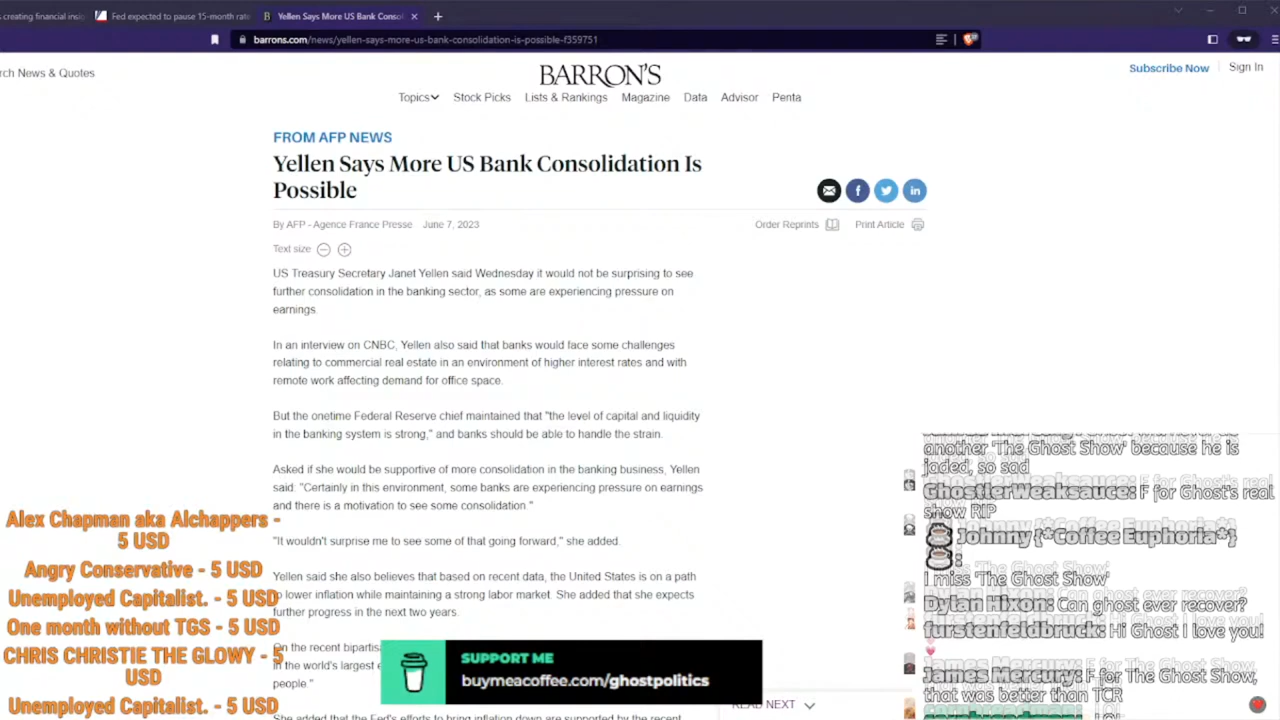 creating financial insi
Fed expected to pause 15-month rate
Yellen Says More US Bank Consol
barrons.com/news/yellen-says-more-us-bank-consolidation-is-possible-f359751
rch News & Quotes
BARRON'S
Subscribe Now
Sign In
Topics
Stock Picks
Lists & Rankings
Magazine
Data
Advisor
Penta
FROM AFP NEWS
Yellen Says More US Bank Consolidation Is
Possible
By AFP - Agence France Presse
June 7, 2023
Order Reprints
Print Article
Text size
US Treasury Secretary Janet Yellen said Wednesday it would not be surprising to see
further consolidation in the banking sector, as some are experiencing pressure on
earnings.
In an interview on CNBC, Yellen also said that banks would face some challenges
relating to commercial real estate in an environment of higher interest rates and with
remote work affecting demand for office space.
But the onetime Federal Reserve chief maintained that "the level of capital and liquidity
in the banking system is strong," and banks should be able to handle the strain.
Asked if she would be supportive of more consolidation in the banking business, Yellen
said: "Certainly in this environment, some banks are experiencing pressure on earnings
and there is a motivation to see some consolidation."
"It wouldn't surprise me to see some of that going forward," she added.
Yellen said she also believes that based on recent data, the United States is on a path
to lower inflation while maintaining a strong labor market. She added that she expects
further progress in the next two years.
On the recent bipartis
in the world's largest e
people."
She added that the Fed's efforts to bring inflation down are supported by the recent
READ NEXT
Alex Chapman aka Alchappers -
5 USD
Angry Conservative - 5 USD
Unemployed Capitalist. - 5 USD
One month without TGS - 5 USD
CHRIS CHRISTIE THE GLOWY - 5
USD
Unemployed Capitalist. - 5 USD
SUPPORT ME
buymeacoffee.com/ghostpolitics
another 'The Ghost Show' because he is
jaded, so sad
GhostlerWeaksauce: F for Ghost's real
show RIP
Johnny {*Coffee Euphoria*}
:
I miss 'The Ghost Show'
Dylan Hixon: Can ghost ever recover?
furstenfeldbruck: Hi Ghost I love you!
James Mercury: F for The Ghost Show,
that was better than TCR